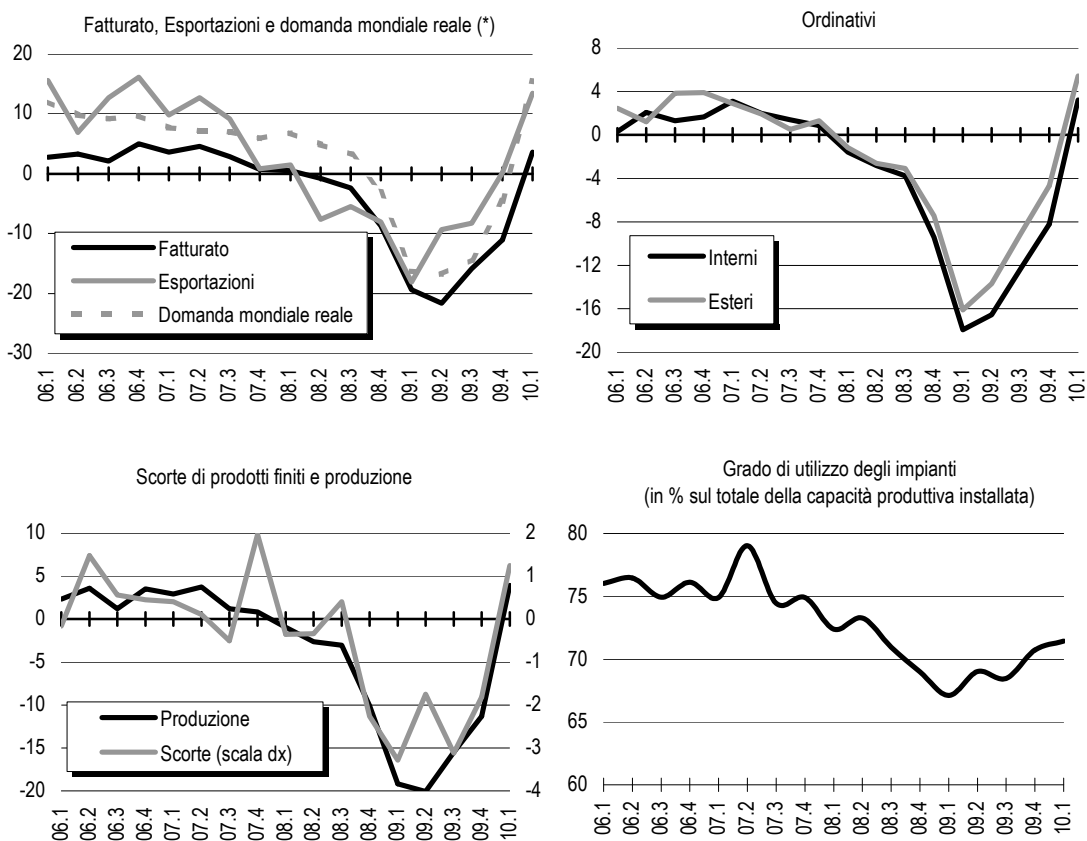 Fatturato, Esportazioni e domanda mondiale reale (*)
20
10
0
-10
-20
-30
Fatturato
Esportazioni
Domanda mondiale reale
06.1 06.2 06.3 06.4 07.1 07.2 07.3 07.4 08.1 08.2 08.3 08.4 09.1 09.2 09.3 09.4 10.1
Ordinativi
8
4
0
-4
-8
-12
-16
-20
Interni
Esteri
06.1 06.2 06.3 06.4 07.1 07.2 07.3 07.4 08.1 08.2 08.3 08.4 09.1 09.2 09.3 09.4 10.1
Scorte di prodotti finiti e produzione
10
5
0
-5
-10
-15
-20
2
1
0
-1
-2
-3
-4
Produzione
Scorte (scala dx)
06.1 06.2 06.3 06.4 07.1 07.2 07.3 07.4 08.1 08.2 08.3 08.4 09.1 09.2 09.3 09.4 10.1
Grado di utilizzo degli impianti
(in % sul totale della capacità produttiva installata)
80
75
70
65
60
06.1 06.2 06.3 06.4 07.1 07.2 07.3 07.4 08.1 08.2 08.3 08.4 09.1 09.2 09.3 09.4 10.1